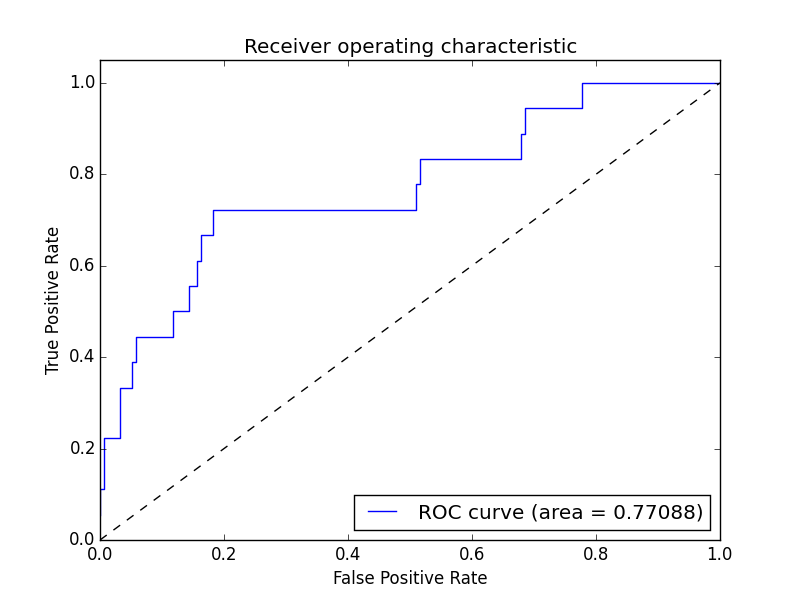 Receiver operating characteristic
1.0
0.8
0.6
0.4
0.2
0.0
True Positive Rate
ROC curve (area = 0.77088)
0.0 0.2 0.4 0.6 0.8 1.0
False Positive Rate